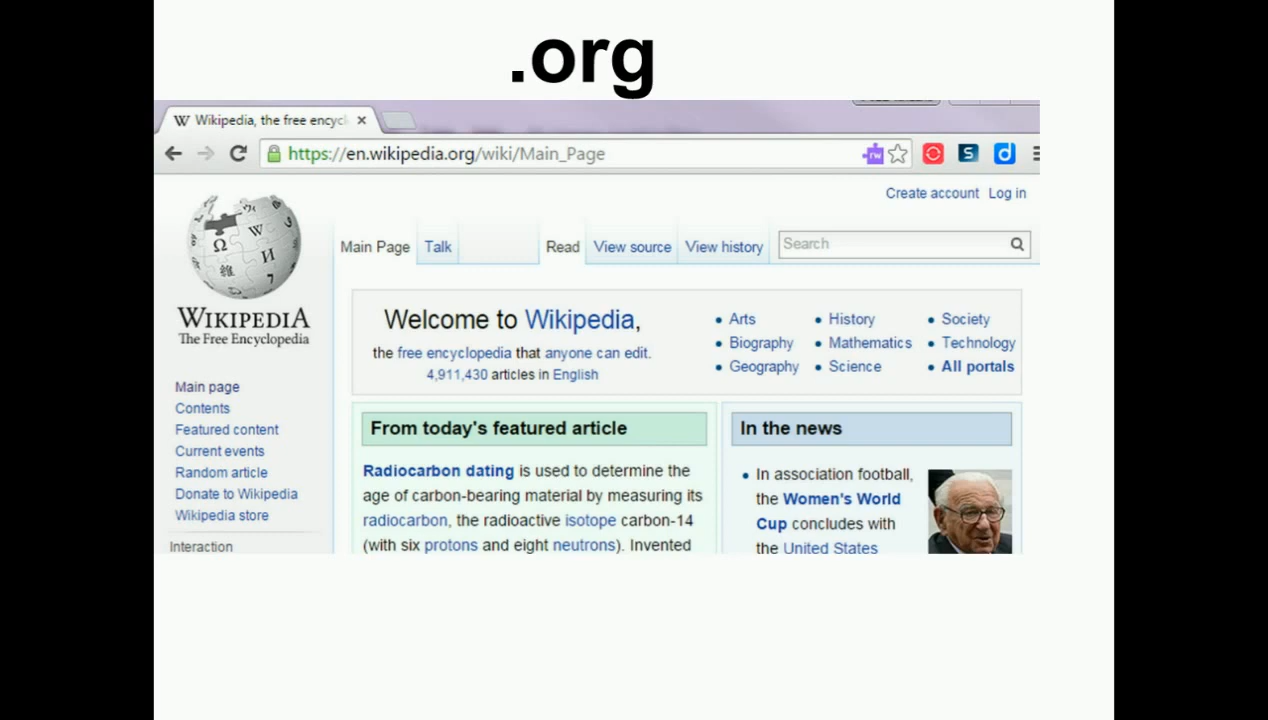 .org
Wikipedia, the free encyc
https://en.wikipedia.org/wiki/Main_Page
Create account Log in
Main Page Talk Read View source View history Search
WIKIPEDIA
The Free Encyclopedia
Main page
Contents
Featured content
Current events
Random article
Donate to Wikipedia
Wikipedia store
Interaction
Welcome to Wikipedia,
the free encyclopedia that anyone can edit.
4,911,430 articles in English
Arts
Biography
Geography
History
Mathematics
Science
Society
Technology
All portals
From today's featured article
Radiocarbon dating is used to determine the
age of carbon-bearing material by measuring its
radiocarbon, the radioactive isotope carbon-14
(with six protons and eight neutrons). Invented
In the news
In association football,
the Women's World
Cup concludes with
the United States